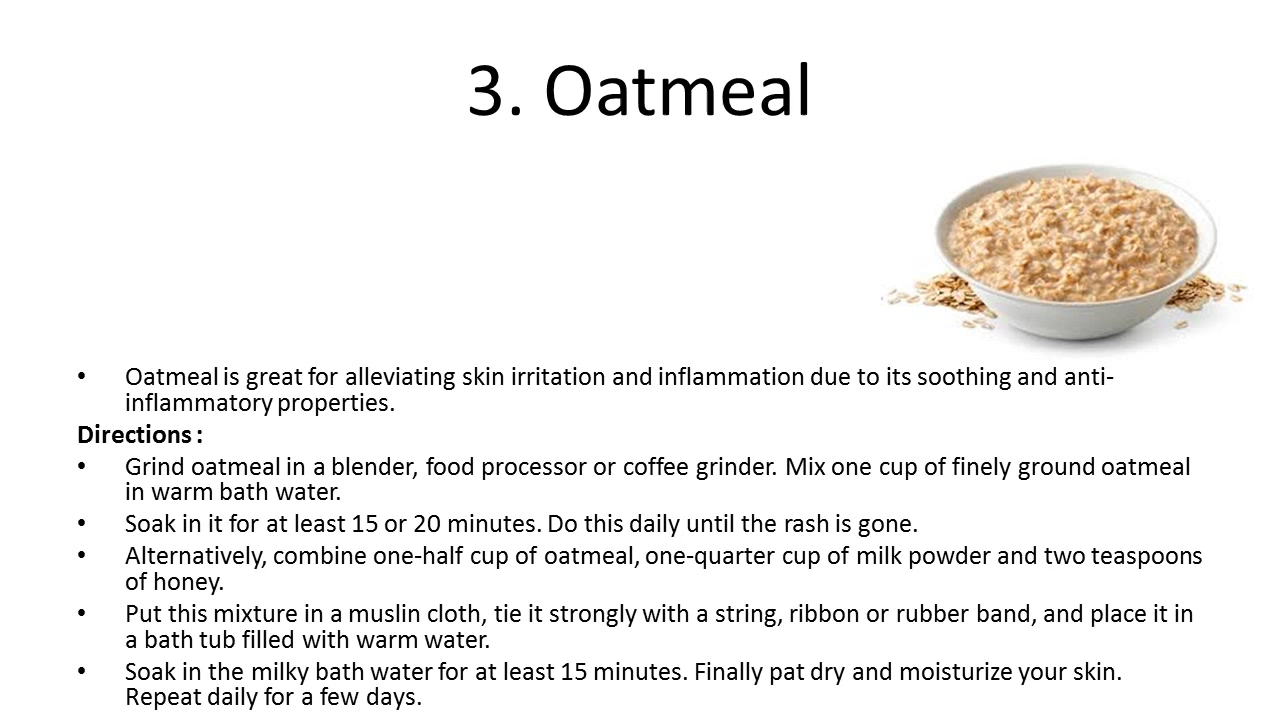 3. Oatmeal
• Oatmeal is great for alleviating skin irritation and inflammation due to its soothing and anti-
inflammatory properties.
Directions :
• Grind oatmeal in a blender, food processor or coffee grinder. Mix one cup of finely ground oatmeal
in warm bath water.
• Soak in it for at least 15 or 20 minutes. Do this daily until the rash is gone.
• Alternatively, combine one-half cup of oatmeal, one-quarter cup of milk powder and two teaspoons
of honey.
• Put this mixture in a muslin cloth, tie it strongly with a string, ribbon or rubber band, and place it in
a bath tub filled with warm water.
• Soak in the milky bath water for at least 15 minutes. Finally pat dry and moisturize your skin.
Repeat daily for a few days.